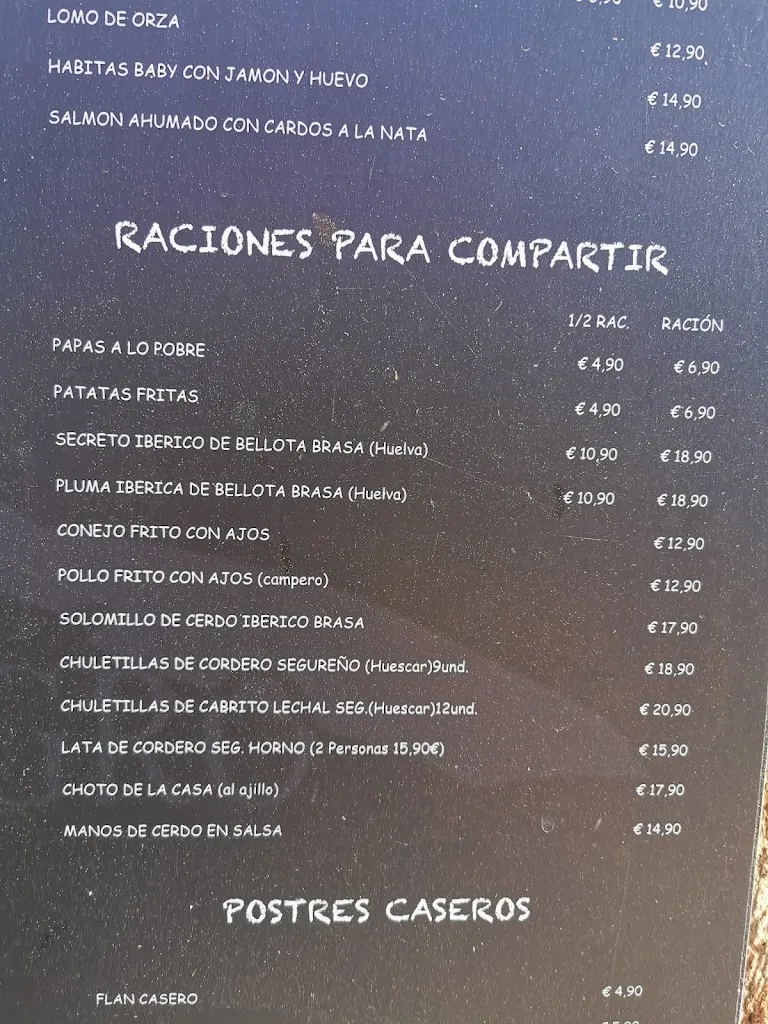 € 10,90
LOMO DE ORZA € 12,90
HABITAS BABY CON JAMON Y HUEVO € 14,90
SALMON AHUMADO CON CARDOS A LA NATA € 14,90
RACIONES PARA COMPARTIR
1/2 RAC. RACIÓN
PAPAS A LO POBRE € 4,90 € 6,90
PATATAS FRITAS € 4,90 € 6,90
SECRETO IBERICO DE BELLOTA BRASA (Huelva) € 10,90 € 18,90
PLUMA IBERICA DE BELLOTA BRASA (Huelva) € 10,90 € 18,90
CONEJO FRITO CON AJOS € 12,90
POLLO FRITO CON AJOS (campero) € 12,90
SOLOMILLO DE CERDO IBERICO BRASA € 17,90
CHULETILLAS DE CORDERO SEGUREÑO (Huescar)9und. € 18,90
CHULETILLAS DE CABRITO LECHAL SEG.(Huescar)12und. € 20,90
LATA DE CORDERO SEG. HORNO (2 Personas 15,90€) € 15,90
CHOTO DE LA CASA (al ajillo) € 17,90
MANOS DE CERDO EN SALSA € 14,90
POSTRES CASEROS
FLAN CASERO € 4,90